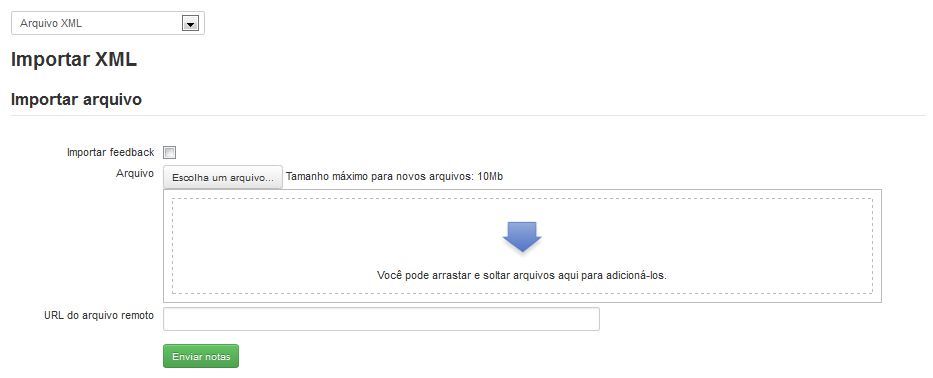 Arquivo XML
Importar XML
Importar arquivo
Importar feedback
Arquivo
Escolha um arquivo... Tamanho máximo para novos arquivos: 10Mb
Você pode arrastar e soltar arquivos aqui para adicioná-los.
URL do arquivo remoto
Enviar notas